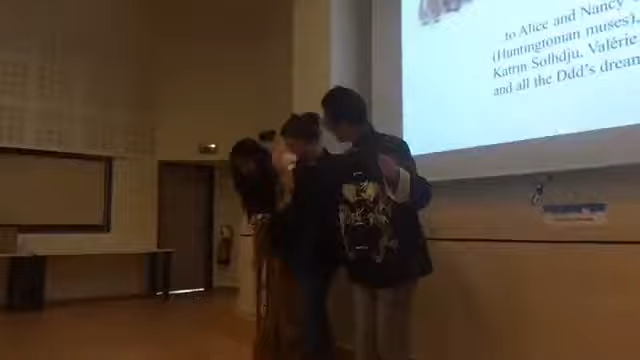 to Alice and Nancy
(Huntingtoman muses),
Katrin Solhdju, Valérie
and all the Ddd's dream